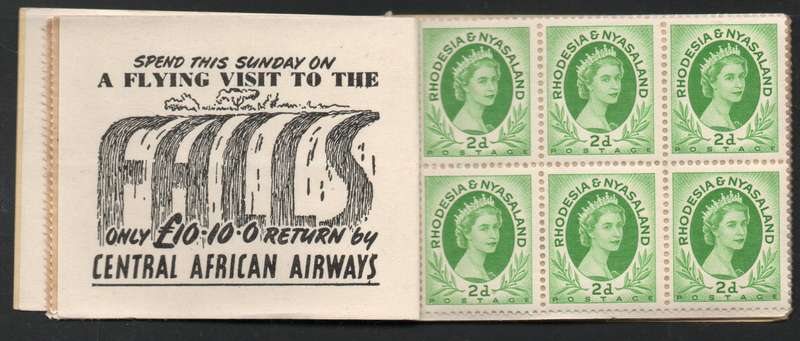 SPEND THIS SUNDAY ON
A FLYING VISIT TO THE
FALLS
ONLY £10-10-0 RETURN by
CENTRAL AFRICAN AIRWAYS
RHODESIA & NYASALAND
2d
POSTAGE
RHODESIA & NYASALAND
2d
POSTAGE
RHODESIA & NYASALAND
2d
POSTAGE
RHODESIA & NYASALAND
2d
POSTAGE
RHODESIA & NYASALAND
2d
POSTAGE
RHODESIA & NYASALAND
2d
POSTAGE